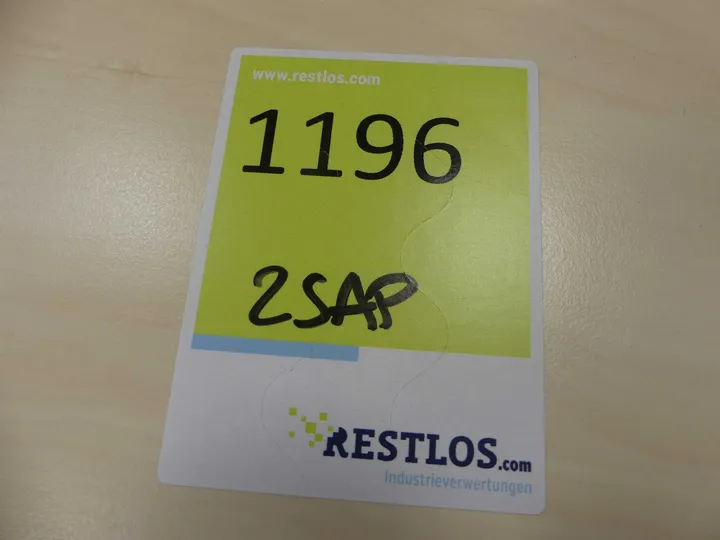 www.restlos.com
1196
2SAP
RESTLOS.com
Industrieverwertungen